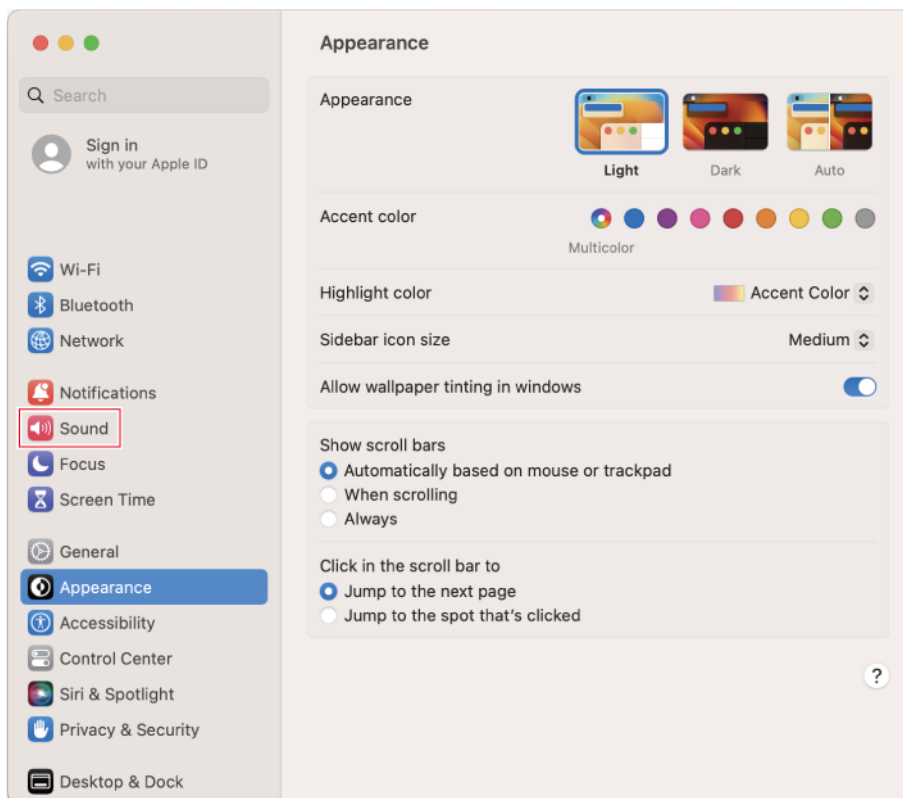 Search
Sign in
with your Apple ID
Wi-Fi
Bluetooth
Network
Notifications
Sound
Focus
Screen Time
General
Appearance
Accessibility
Control Center
Siri & Spotlight
Privacy & Security
Desktop & Dock
Appearance
Appearance
Light Dark Auto
Accent color
Multicolor
Highlight color Accent Color
Sidebar icon size Medium
Allow wallpaper tinting in windows
Show scroll bars
Automatically based on mouse or trackpad
When scrolling
Always
Click in the scroll bar to
Jump to the next page
Jump to the spot that's clicked
?